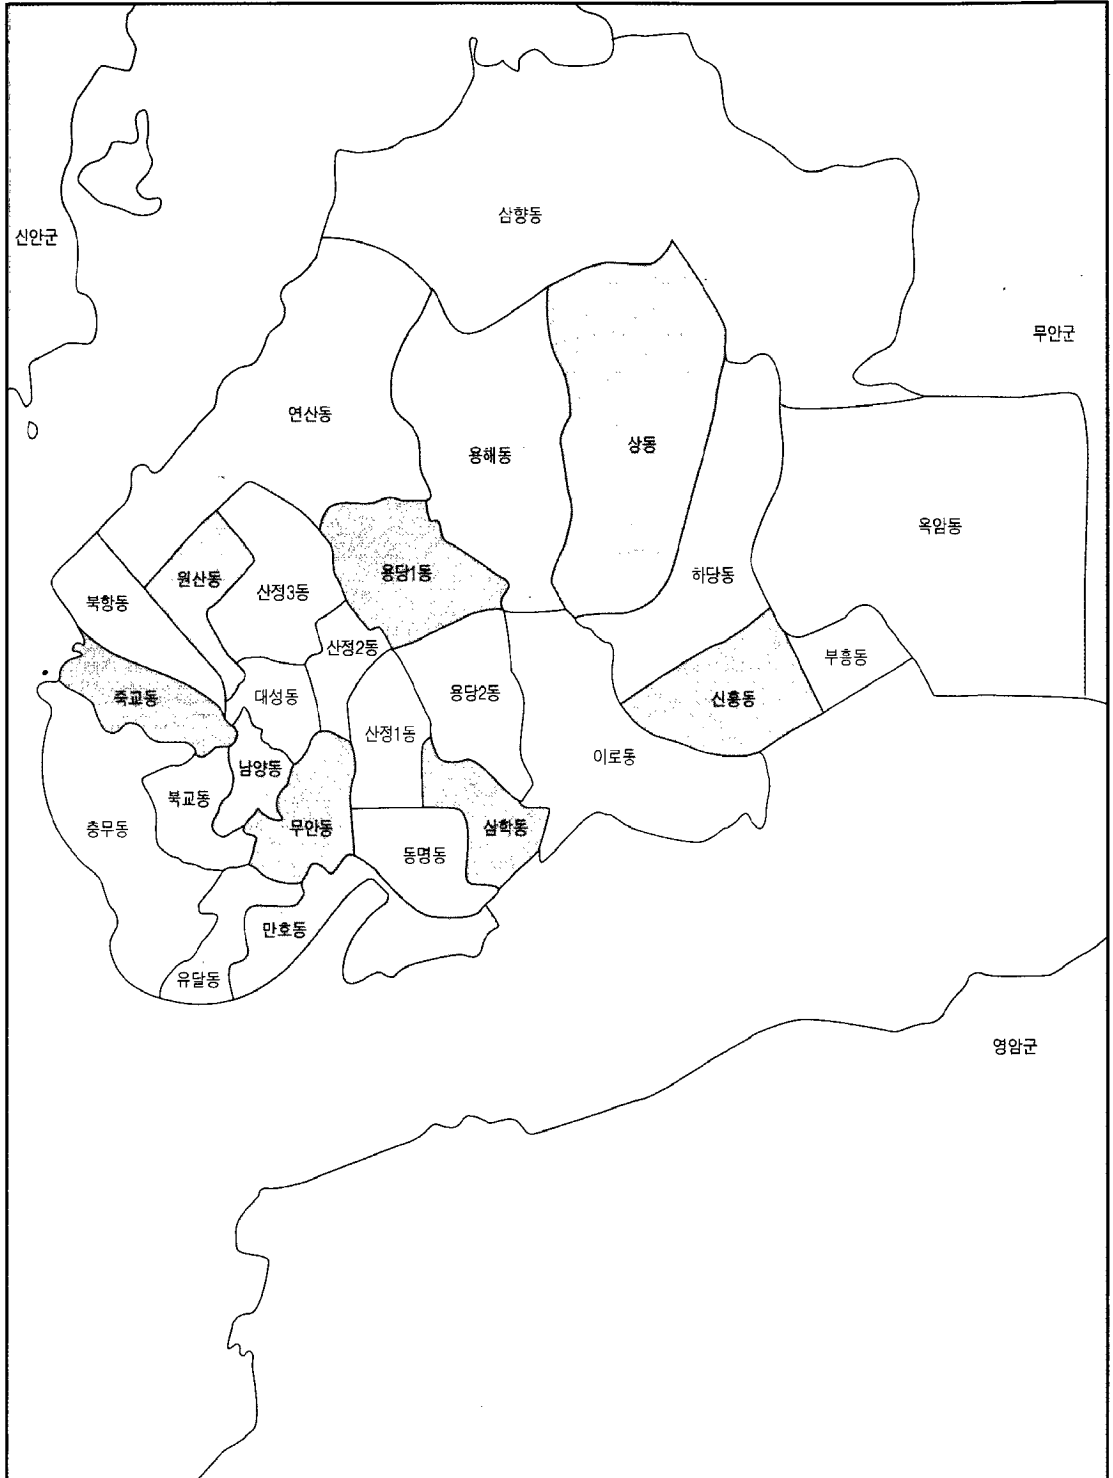 삼향동
신안군
무안군
연산동
용해동
상동
옥암동
원산동
산정3동
용당1동
하당동
북항동
산정2동
부흥동
죽교동
대성동
용당2동
신흥동
산정1동
이로동
남양동
북교동
충무동
무안동
삼학동
동명동
만호동
유달동
영암군